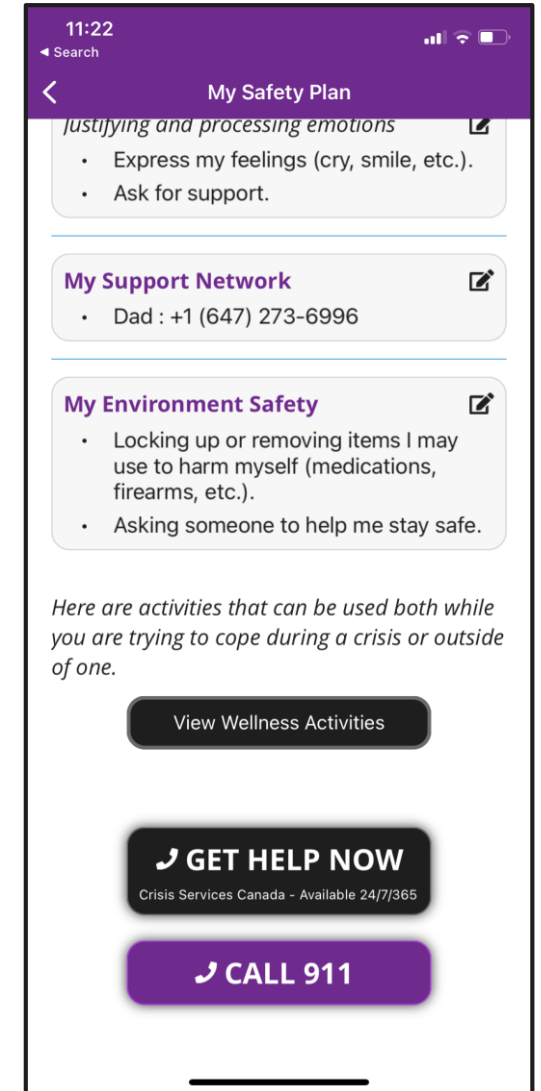 11:22
Search
My Safety Plan
Justifying and processing emotions
• Express my feelings (cry, smile, etc.).
• Ask for support.
My Support Network
• Dad : +1 (647) 273-6996
My Environment Safety
• Locking up or removing items I may
use to harm myself (medications,
firearms, etc.).
• Asking someone to help me stay safe.
Here are activities that can be used both while
you are trying to cope during a crisis or outside
of one.
View Wellness Activities
GET HELP NOW
Crisis Services Canada - Available 24/7/365
CALL 911